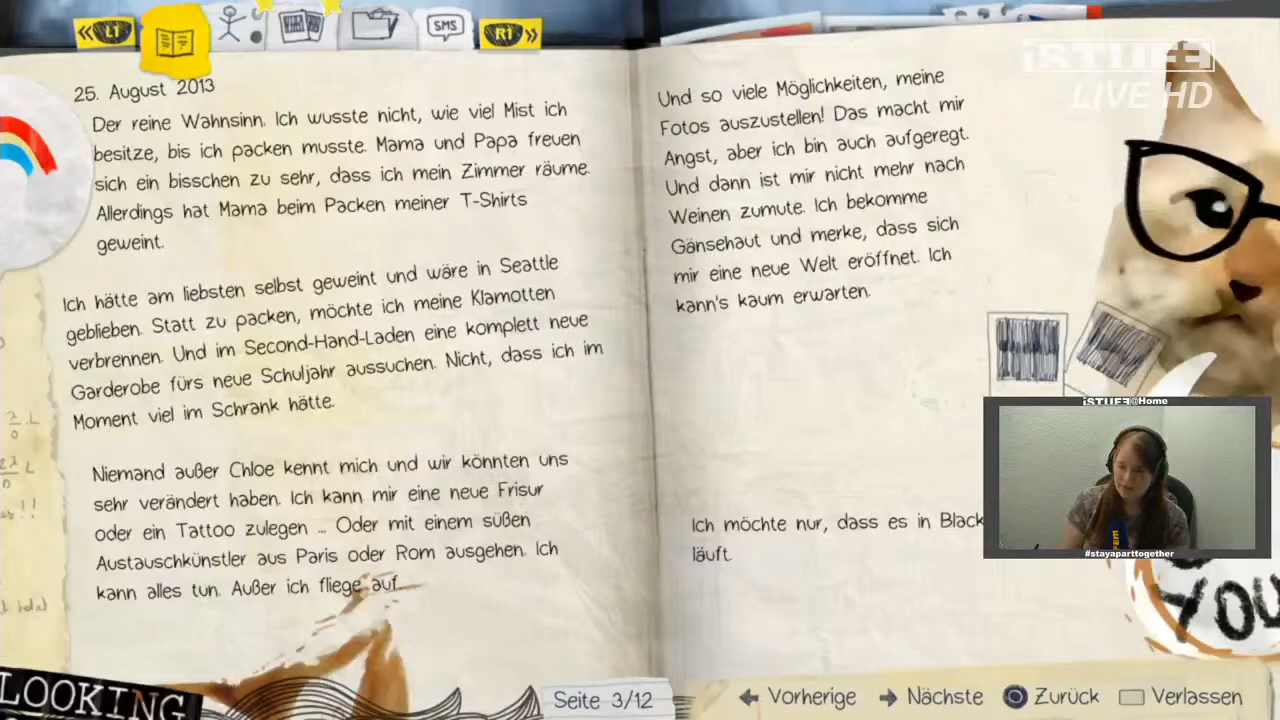 L1
SMS
R1
iSTUFF
LIVE HD
25. August 2013
Der reine Wahnsinn. Ich wusste nicht, wie viel Mist ich
besitze, bis ich packen musste. Mama und Papa freuen
sich ein bisschen zu sehr, dass ich mein Zimmer räume.
Allerdings hat Mama beim Packen meiner T-Shirts
geweint.
Ich hätte am liebsten selbst geweint und wäre in Seattle
geblieben. Statt zu packen, möchte ich meine Klamotten
verbrennen. Und im Second-Hand-Laden eine komplett neue
Garderobe fürs neue Schuljahr aussuchen. Nicht, dass ich im
Moment viel im Schrank hätte.
Niemand außer Chloe kennt mich und wir könnten uns
sehr verändert haben. Ich kann mir eine neue Frisur
oder ein Tattoo zulegen ... Oder mit einem süßen
Austauschkünstler aus Paris oder Rom ausgehen. Ich
kann alles tun. Außer ich fliege auf.
Und so viele Möglichkeiten, meine
Fotos auszustellen! Das macht mir
Angst, aber ich bin auch aufgeregt.
Und dann ist mir nicht mehr nach
Weinen zumute. Ich bekomme
Gänsehaut und merke, dass sich
mir eine neue Welt eröffnet. Ich
kann's kaum erwarten.
Ich möchte nur, dass es in Black
läuft.
iSTUFF@Home
#stayaparttogether
YOU
LOOKING
Seite 3/12
Vorherige
Nächste
Zurück
Verlassen